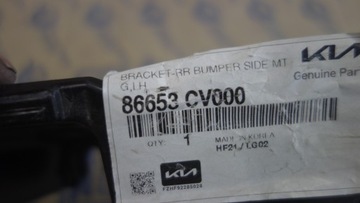 BRACKET-RR BUMPER SIDE MT
G,LH
KIA
Genuine Par
86653 CV000
QTY: 1
MADE IN KOREA
HF21 / LG02
KIA